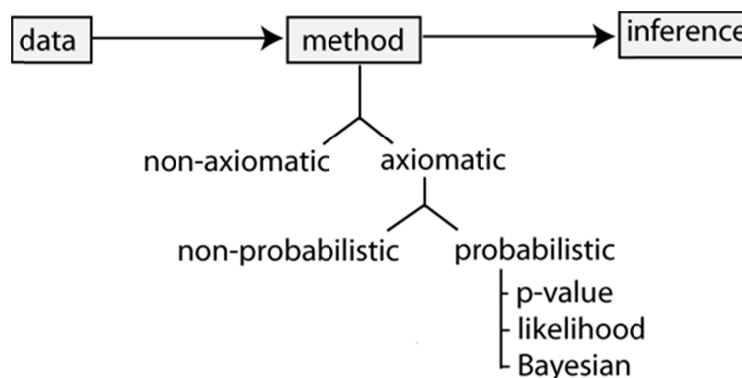 data method inference
non-axiomatic axiomatic
non-probabilistic probabilistic
p-value
likelihood
Bayesian